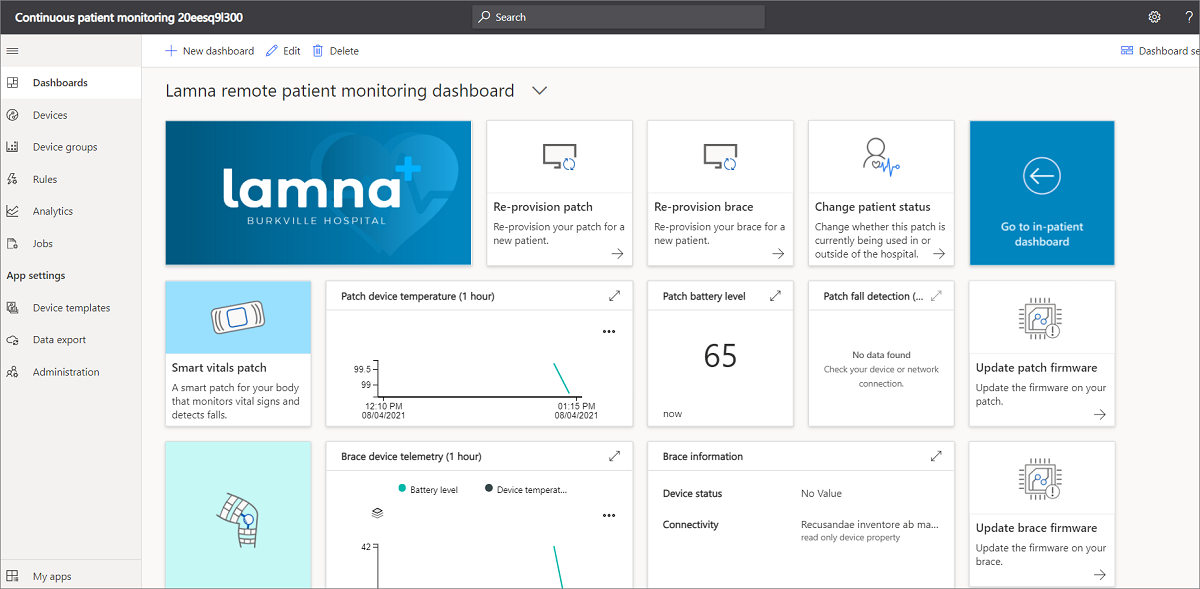 Continuous patient monitoring 20eesq9l300
Search
?
New dashboard
Edit
Delete
Dashboard se
Dashboards
Devices
Device groups
Rules
Analytics
Jobs
App settings
Device templates
Data export
Administration
My apps
Lamna remote patient monitoring dashboard
lamna
BURKVILLE HOSPITAL
Re-provision patch
Re-provision your patch for a
new patient.
Re-provision brace
Re-provision your brace for a
new patient.
Change patient status
Change whether this patch is
currently being used in or
outside of the hospital.
Go to in-patient
dashboard
Smart vitals patch
A smart patch for your body
that monitors vital signs and
detects falls.
Patch device temperature (1 hour)
99.5
99
12:10 PM
08/04/2021
01:15 PM
08/04/2021
Patch battery level
65
now
Patch fall detection (...
No data found
Check your device or network
connection.
Update patch firmware
Update the firmware on your
patch.
Brace device telemetry (1 hour)
Battery level
Device temperat...
42
Brace information
Device status
No Value
Connectivity
Recusandae inventore ab ma...
read only device property
Update brace firmware
Update the firmware on your
brace.